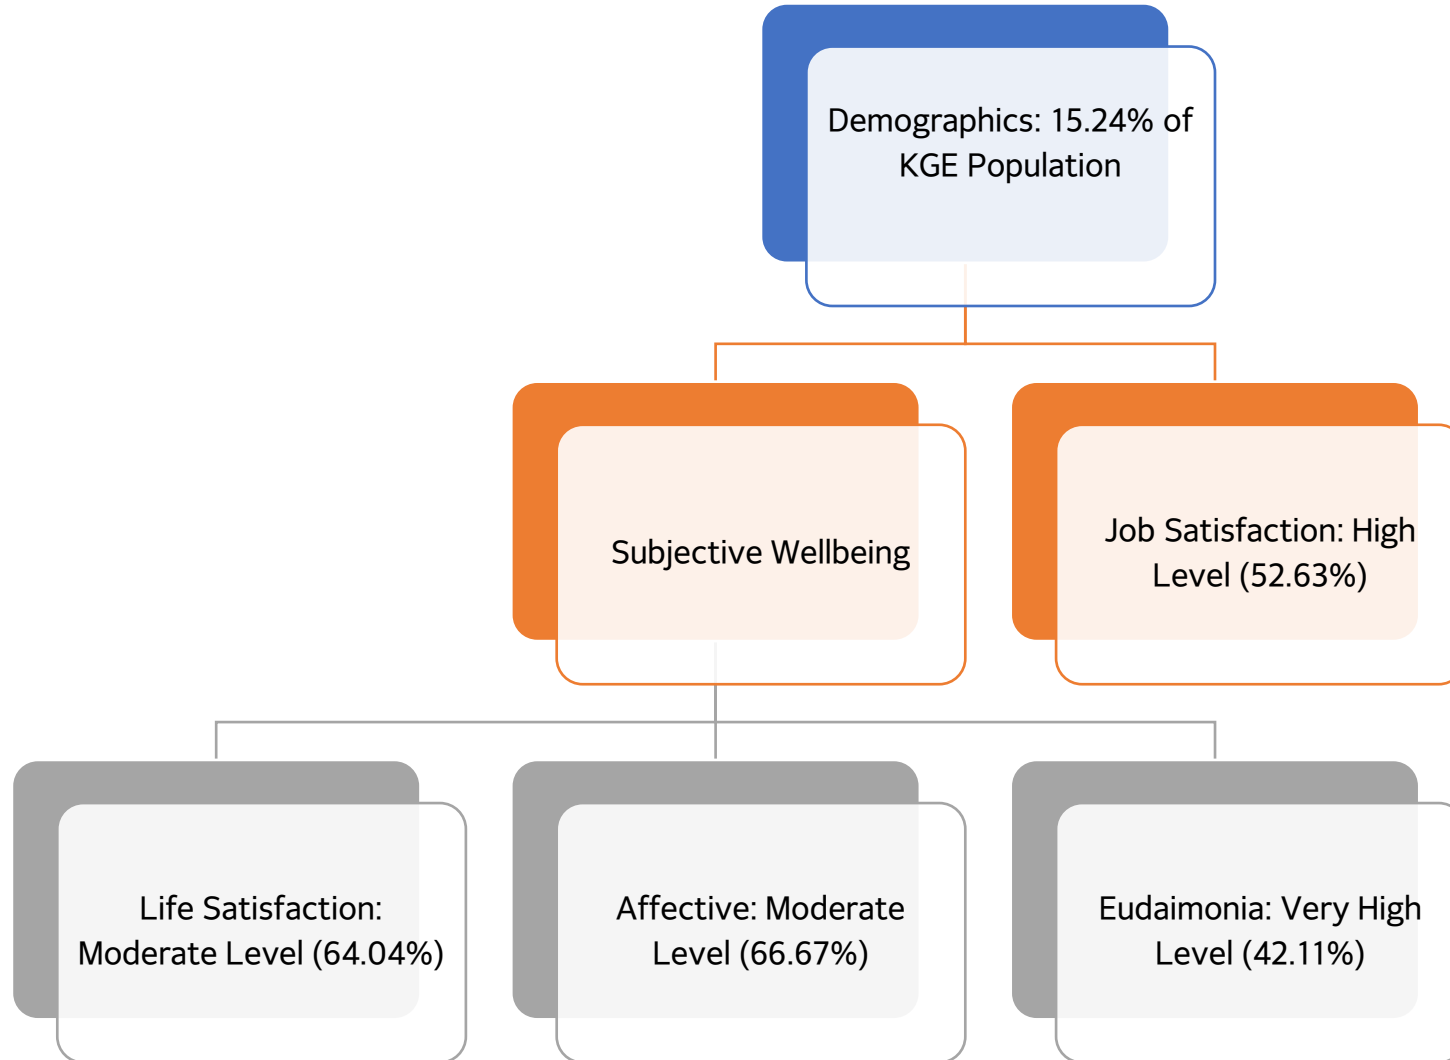 Demographics: 15.24% of
KGE Population
Subjective Wellbeing
Job Satisfaction: High
Level (52.63%)
Life Satisfaction:
Moderate Level (64.04%)
Affective: Moderate
Level (66.67%)
Eudaimonia: Very High
Level (42.11%)